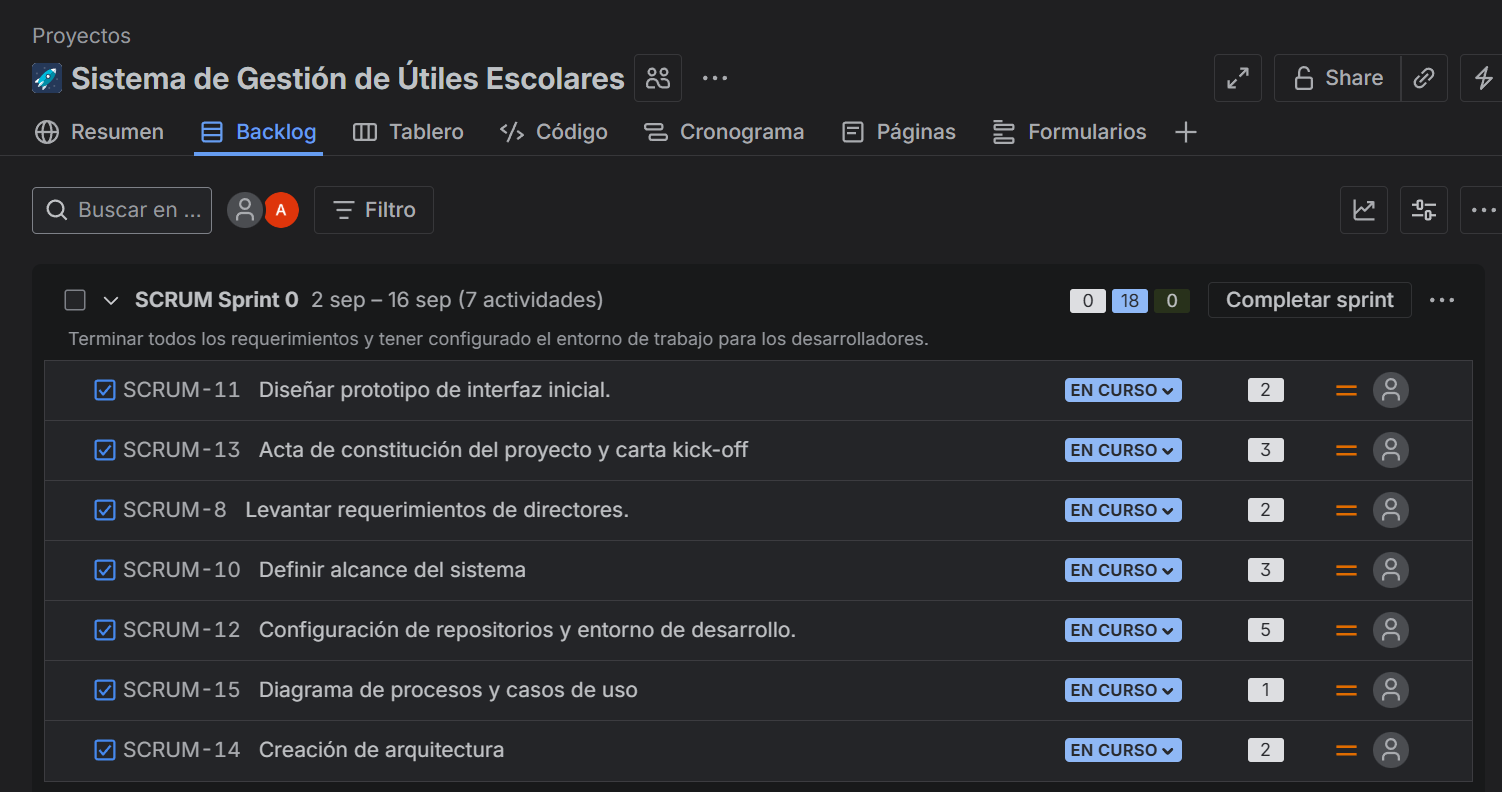 Proyectos
Sistema de Gestión de Útiles Escolares
Share
Resumen Backlog Tablero Código Cronograma Páginas Formularios
Buscar en ... A Filtro
SCRUM Sprint 0 2 sep – 16 sep (7 actividades) 0 18 0 Completar sprint
Terminar todos los requerimientos y tener configurado el entorno de trabajo para los desarrolladores.
SCRUM-11 Diseñar prototipo de interfaz inicial. EN CURSO 2
SCRUM-13 Acta de constitución del proyecto y carta kick-off EN CURSO 3
SCRUM-8 Levantar requerimientos de directores. EN CURSO 2
SCRUM-10 Definir alcance del sistema EN CURSO 3
SCRUM-12 Configuración de repositorios y entorno de desarrollo. EN CURSO 5
SCRUM-15 Diagrama de procesos y casos de uso EN CURSO 1
SCRUM-14 Creación de arquitectura EN CURSO 2